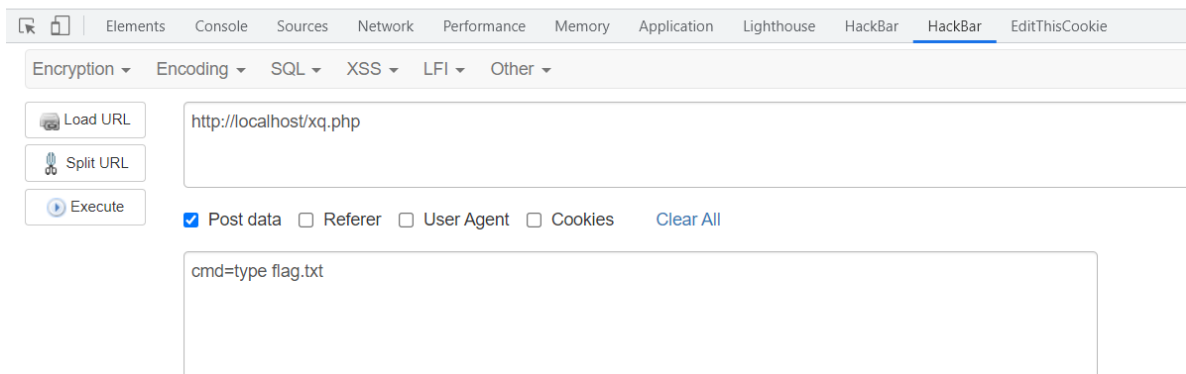 Elements Console Sources Network Performance Memory Application Lighthouse HackBar HackBar EditThisCookie
Encryption Encoding SQL XSS LFI Other
Load URL
http://localhost/xq.php
Split URL
Execute
Post data Referer User Agent Cookies Clear All
cmd=type flag.txt